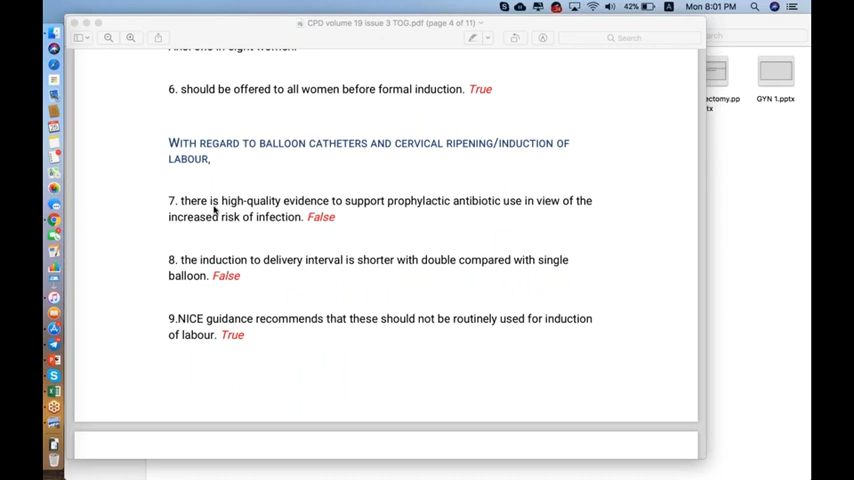 42%
Mon 8:01 PM
CPD volume 19 issue 3 TOG.pdf (page 4 of 11)
Search
6. should be offered to all women before formal induction. True
WITH REGARD TO BALLOON CATHETERS AND CERVICAL RIPENING/INDUCTION OF
LABOUR,
7. there is high-quality evidence to support prophylactic antibiotic use in view of the
increased risk of infection. False
8. the induction to delivery interval is shorter with double compared with single
balloon. False
9.NICE guidance recommends that these should not be routinely used for induction
of labour. True
ectomy.pp
tx
GYN 1.pptx